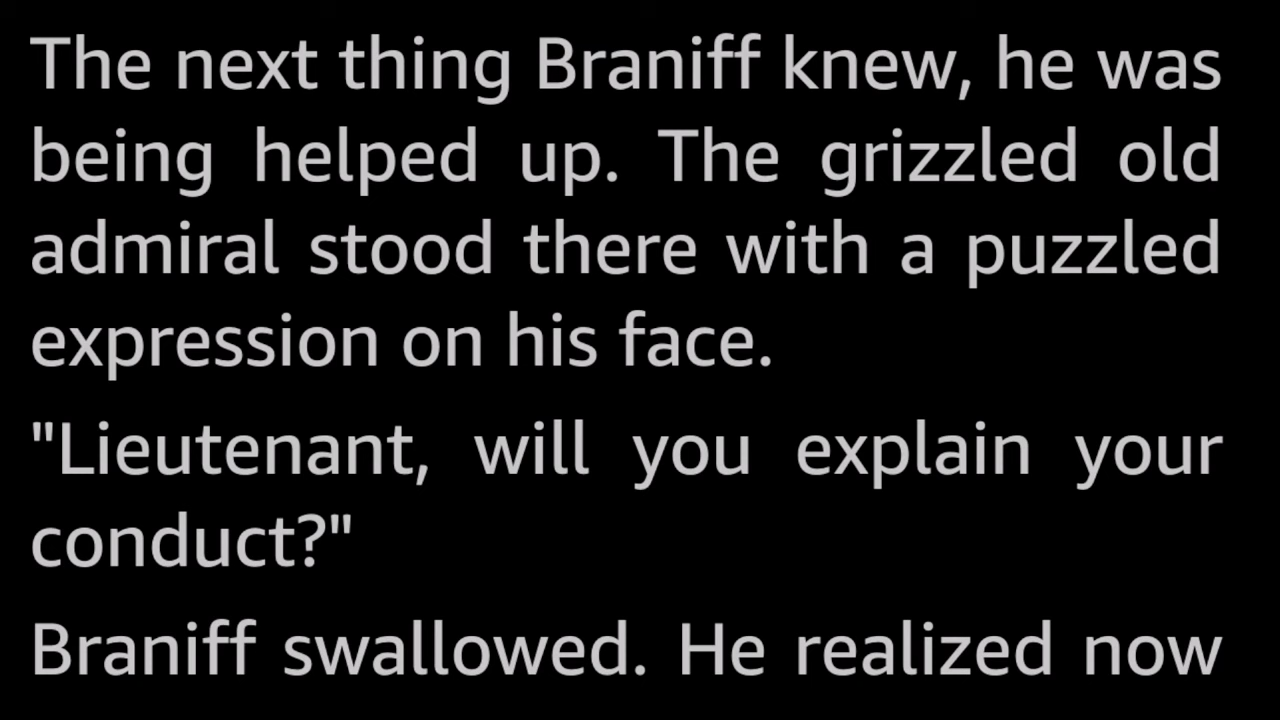 The next thing Braniff knew, he was
being helped up. The grizzled old
admiral stood there with a puzzled
expression on his face.
"Lieutenant, will you explain your
conduct?"
Braniff swallowed. He realized now